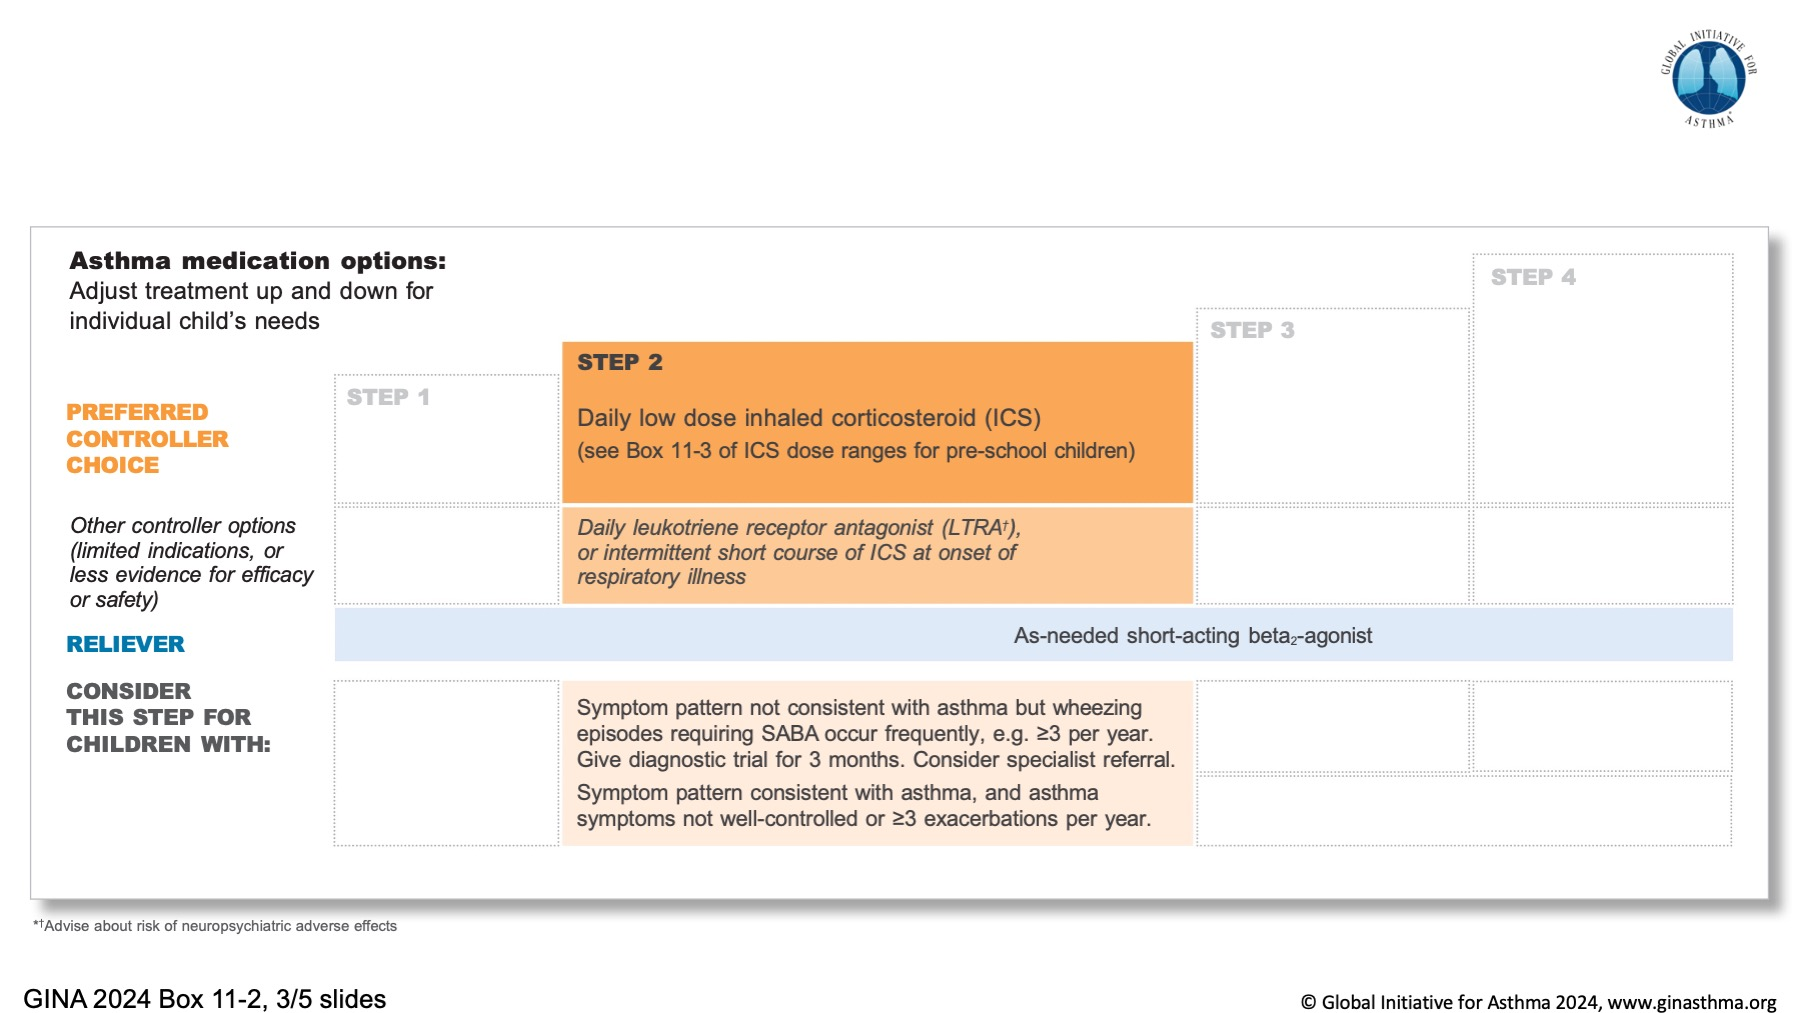 GLOBAL INITIATIVE FOR
ASTHMA
Asthma medication options:
Adjust treatment up and down for
individual child's needs
STEP 1
STEP 2
STEP 3
STEP 4
PREFERRED
CONTROLLER
CHOICE
Daily low dose inhaled corticosteroid (ICS)
(see Box 11-3 of ICS dose ranges for pre-school children)
Other controller options
(limited indications, or
less evidence for efficacy
or safety)
Daily leukotriene receptor antagonist (LTRA†),
or intermittent short course of ICS at onset of
respiratory illness
RELIEVER
As-needed short-acting beta₂-agonist
CONSIDER
THIS STEP FOR
CHILDREN WITH:
Symptom pattern not consistent with asthma but wheezing
episodes requiring SABA occur frequently, e.g. ≥3 per year.
Give diagnostic trial for 3 months. Consider specialist referral.
Symptom pattern consistent with asthma, and asthma
symptoms not well-controlled or ≥3 exacerbations per year.
*†Advise about risk of neuropsychiatric adverse effects
GINA 2024 Box 11-2, 3/5 slides
© Global Initiative for Asthma 2024, www.ginasthma.org